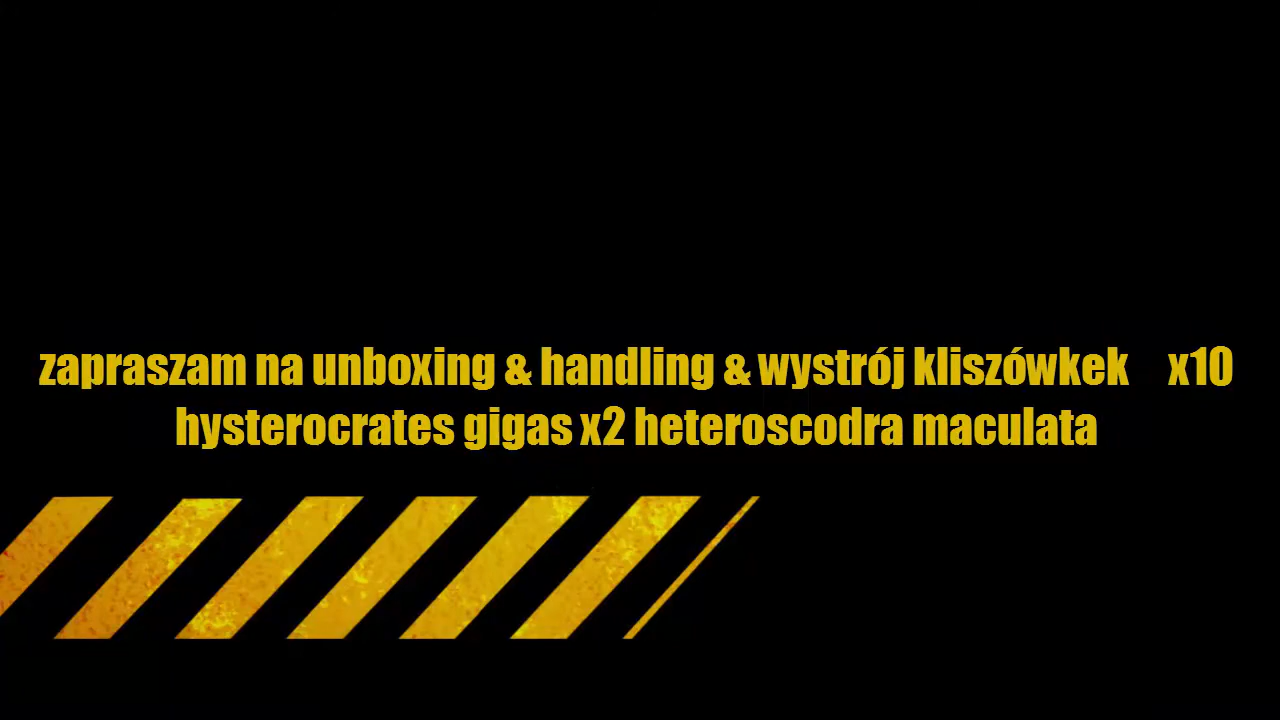 zapraszam na unboxing & handling & wystrój kliszówkek x10
hysterocrates gigas x2 heteroscodra maculata